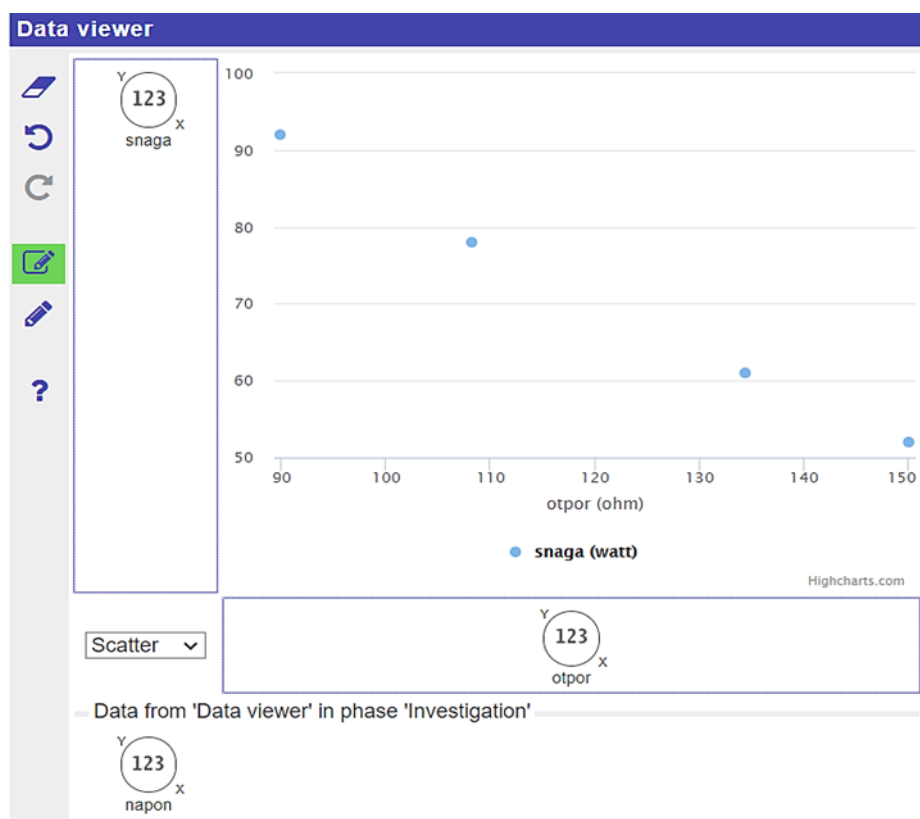 Data viewer
Y
123
X
snaga
100
90
80
70
60
50
90 100 110 120 130 140 150
otpor (ohm)
snaga (watt)
Highcharts.com
Scatter
Y
123
X
otpor
?
Data from 'Data viewer' in phase 'Investigation'
Y
123
X
napon